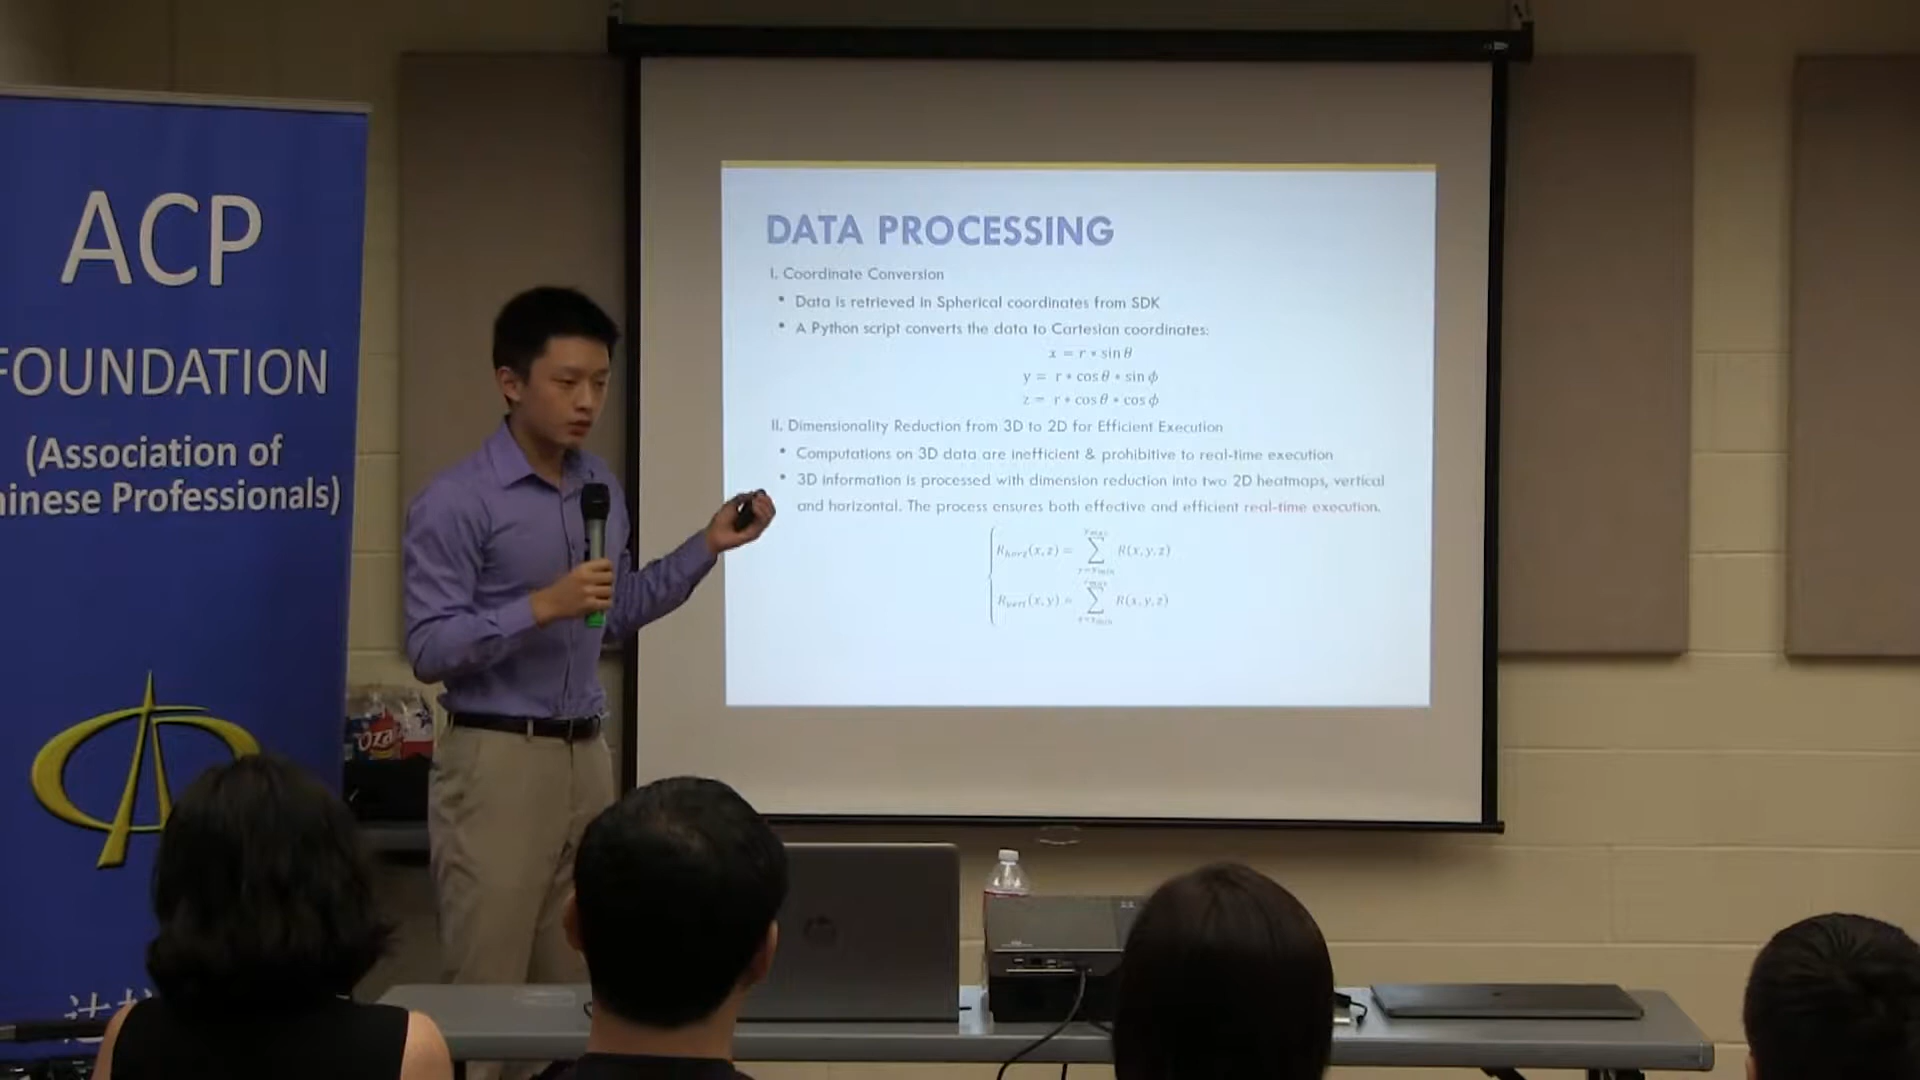 ACP
FOUNDATION
(Association of
hinese Professionals)
DATA PROCESSING
I. Coordinate Conversion
• Data is retrieved in Spherical coordinates from SDK
• A Python script converts the data to Cartesian coordinates:
x = r * sin θ
y = r * cos θ * sin ϕ
z = r * cos θ * cos ϕ
II. Dimensionality Reduction from 3D to 2D for Efficient Execution
• Computations on 3D data are inefficient & prohibitive to real-time execution
• 3D information is processed with dimension reduction into two 2D heatmaps, vertical
and horizontal. The process ensures both effective and efficient real-time execution.
R(x, z) = ∑ R(x, y, z)
R(x, y) = ∑ R(x, y, z)
Oza